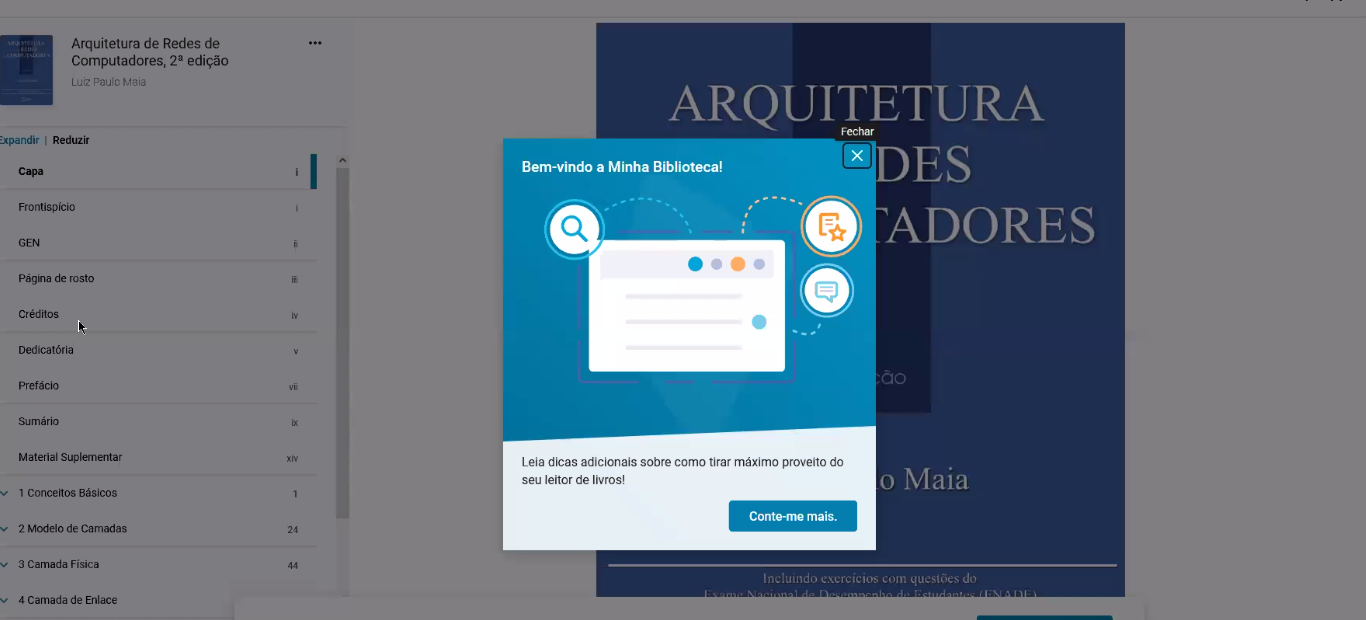 Arquitetura de Redes de
Computadores, 2ª edição
Luiz Paulo Maia
Expandir | Reduzir
Capa i
Frontispício i
GEN ii
Página de rosto iii
Créditos iv
Dedicatória v
Prefácio vii
Sumário ix
Material Suplementar xiv
1 Conceitos Básicos 1
2 Modelo de Camadas 24
3 Camada Física 44
4 Camada de Enlace
ARQUITETURA
DES
TADORES
ção
o Maia
Incluindo exercícios com questões do
Exame Nacional de Desempenho de Estudantes (ENADE)
Fechar
Bem-vindo a Minha Biblioteca!
Leia dicas adicionais sobre como tirar máximo proveito do
seu leitor de livros!
Conte-me mais.